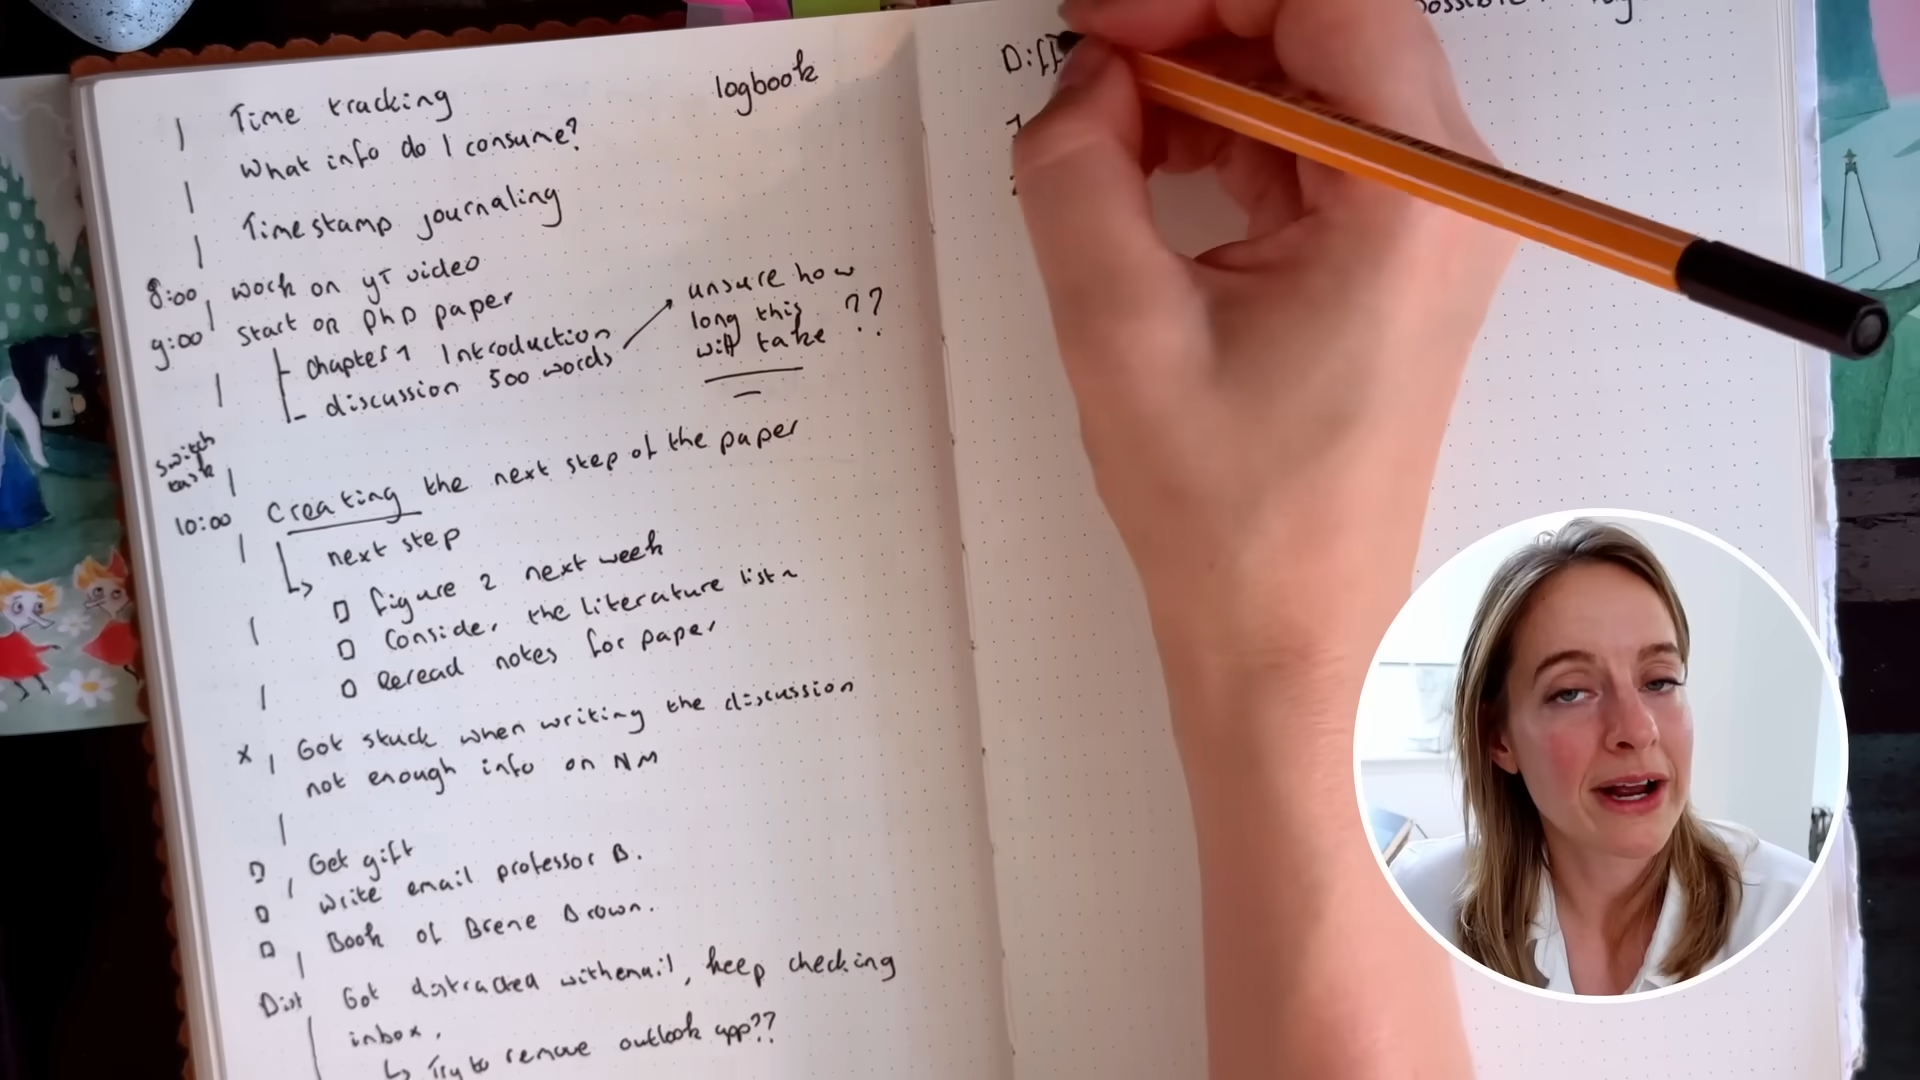 Time tracking
logbook
What info do I consume?
Timestamp journaling
8:00 work on yT video
9:00 Start on PhD paper
Chapter 1 Introduction
discussion 500 words
unsure how
long this ??
will take
switch
task
10:00 Creating the next step of the paper
next step
figure 2 next week
Consider the literature list
Reread notes for paper
x Got stuck when writing the discussion
not enough info on NM
Get gift
Write email professor B.
Book of Brene Brown.
Dist Got distracted with email, keep checking
inbox.
Try to remove outlook app??
Diff
1